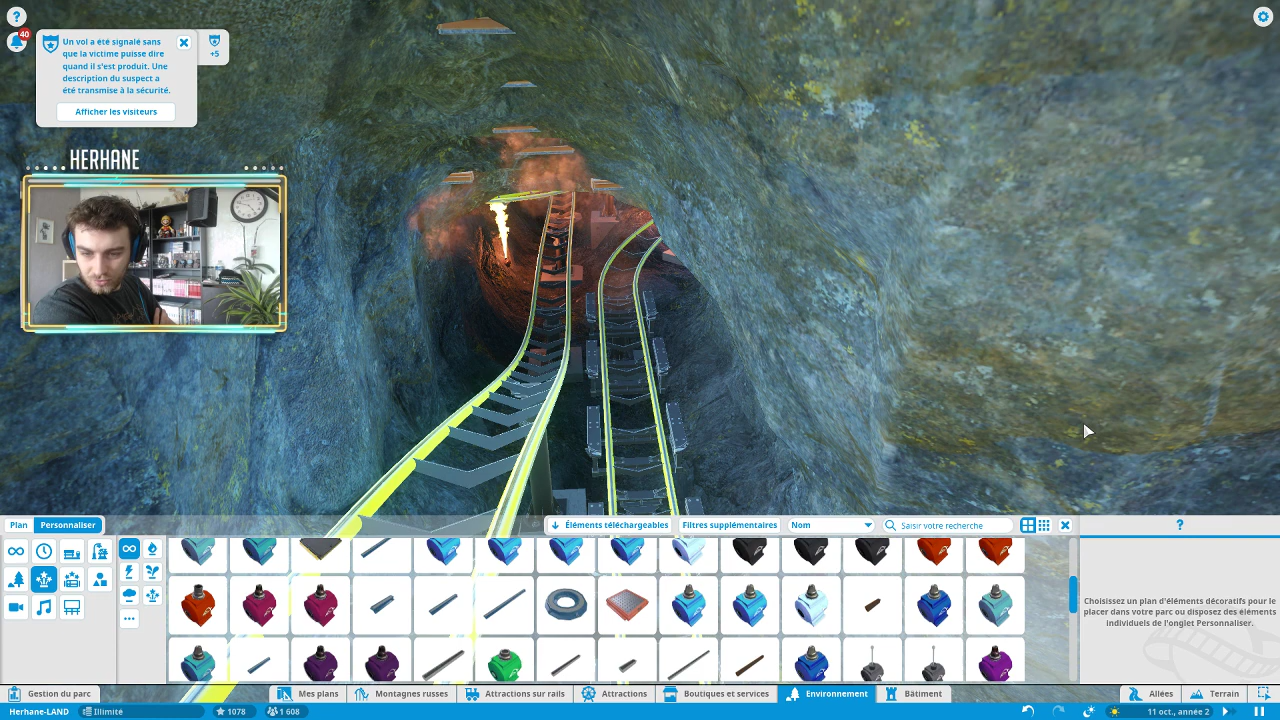 ?
40
Un vol a été signalé sans
que la victime puisse dire
quand il s'est produit. Une
description du suspect a
été transmise à la sécurité.
+5
Afficher les visiteurs
HERHANE
Plan
Personnaliser
Éléments téléchargeables
Filtres supplémentaires
Nom
Saisir votre recherche
?
Choisissez un plan d'éléments décoratifs pour le
placer dans votre parc ou disposez des éléments
individuels de l'onglet Personnaliser.
Gestion du parc
Mes plans
Montagnes russes
Attractions sur rails
Attractions
Boutiques et services
Environnement
Bâtiment
Allées
Terrain
Herhane-LAND
Illimité
1078
1 608
11 oct., année 2